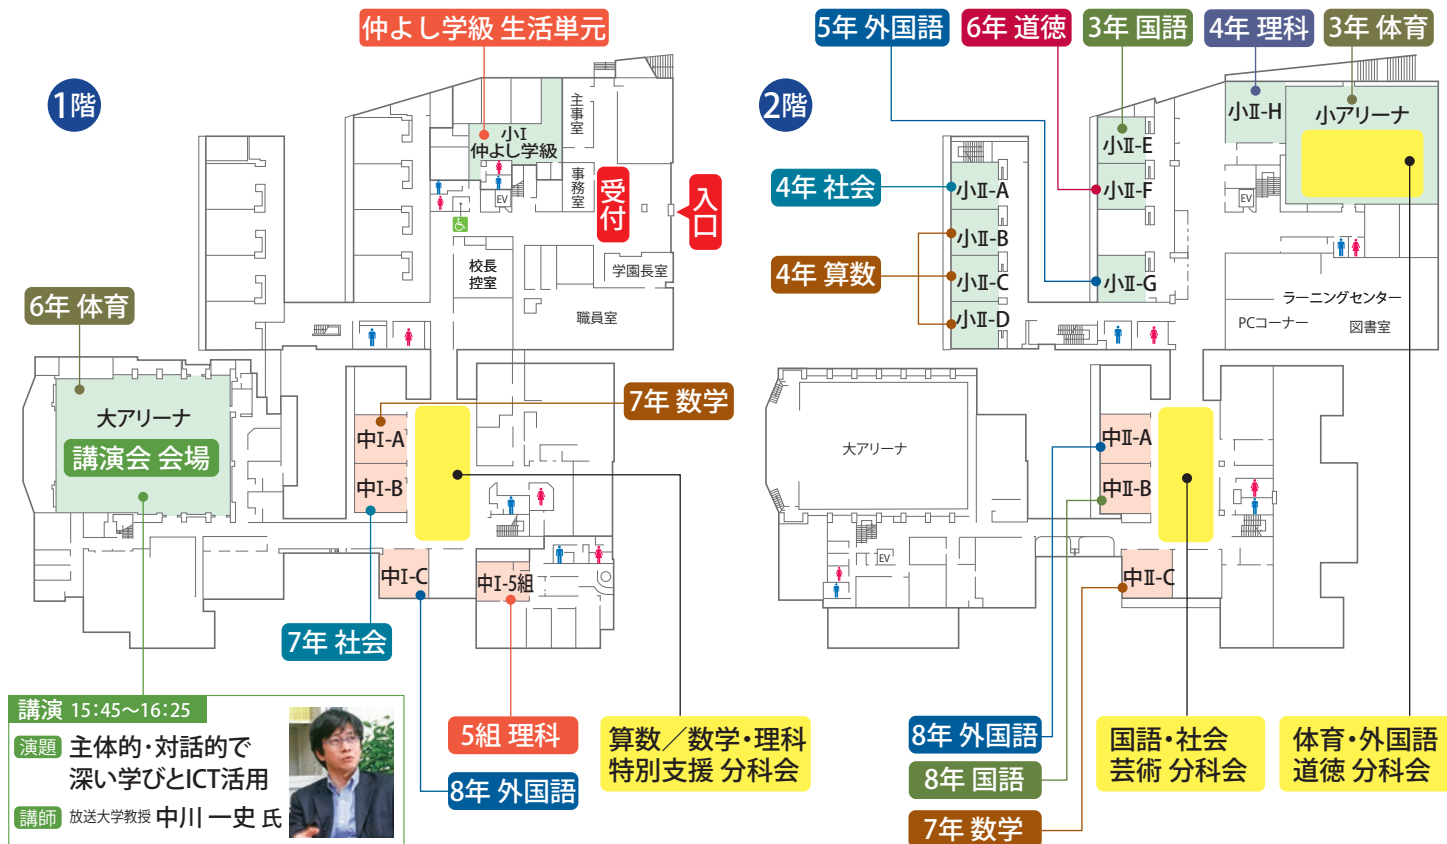 仲よし学級 生活単元
1階
主事室
小Ⅰ
仲よし学級
事務室
受付
入口
EV
校長
控室
学園長室
職員室
6年 体育
大アリーナ
講演会 会場
7年 数学
中Ⅰ-A
中Ⅰ-B
中Ⅰ-C
中Ⅰ-5組
7年 社会
5組 理科
8年 外国語
算数／数学・理科
特別支援 分科会
講演 15：45〜16：25
演題 主体的・対話的で
深い学びとICT活用
講師 放送大学教授 中川 一史 氏
5年 外国語
6年 道徳
3年 国語
4年 理科
3年 体育
2階
小Ⅱ-H
小アリーナ
小Ⅱ-E
4年 社会
小Ⅱ-A
小Ⅱ-F
EV
小Ⅱ-B
4年 算数
小Ⅱ-C
小Ⅱ-G
小Ⅱ-D
ラーニングセンター
PCコーナー
図書室
大アリーナ
中Ⅱ-A
中Ⅱ-B
EV
中Ⅱ-C
8年 外国語
8年 国語
7年 数学
国語・社会
芸術 分科会
体育・外国語
道徳 分科会